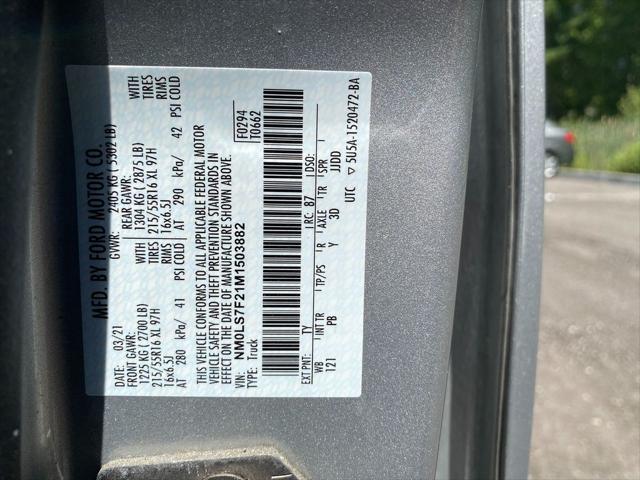 MFD. BY FORD MOTOR CO.
DATE: 03/21 GVWR: 2405 KG ( 5302 LB)
FRONT GAWR: REAR GAWR: WITH
1225 KG ( 2700 LB) WITH 1304 KG ( 2875 LB) TIRES
215/55R16 XL 97H TIRES 215/55R16 XL 97H RIMS
16x6.5J RIMS 16x6.5J
AT 280 kPa/ 41 PSI COLD AT 290 kPa/ 42 PSI COLD
THIS VEHICLE CONFORMS TO ALL APPLICABLE FEDERAL MOTOR
VEHICLE SAFETY AND THEFT PREVENTION STANDARDS IN
EFFECT ON THE DATE OF MANUFACTURE SHOWN ABOVE.
VIN: NM0LS7F21M1503882 F0294
TYPE: Truck T0662
EXT PNT: TY RC: B7 DSO:
WB INT TR TP/PS R AXLE TR SPR
121 PB Y 3D JJDD
UTC ▽ 5U5A-1520472-BA